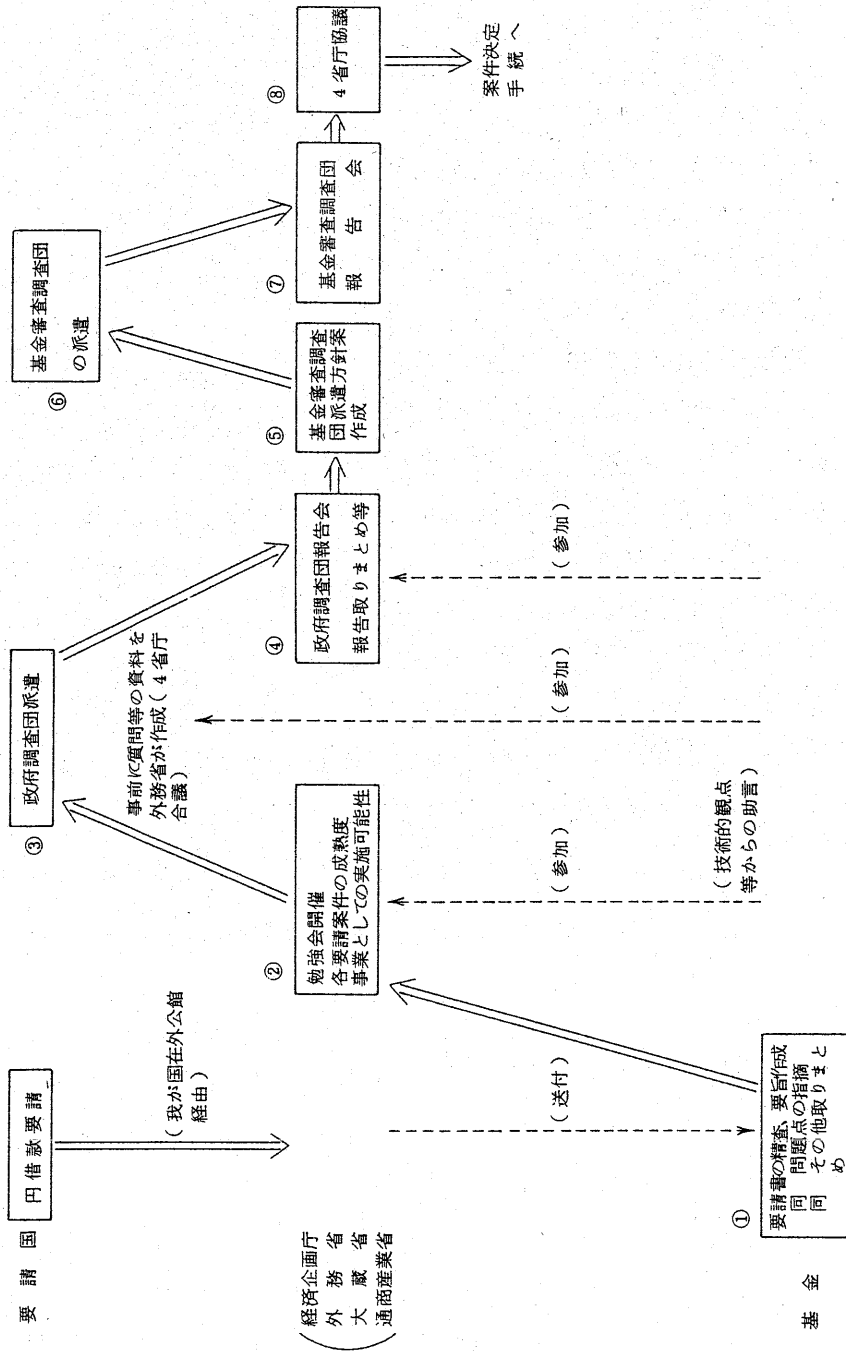 要請国
円借款要請
(我が国在外公館
経由)
経済企画庁
外務省
大蔵省
通商産業省
(送付)
基金
①
要請書の精査、要旨作成
同 問題点の指摘
同 その他取りまと
め
②
勉強会開催
各要請案件の成熟度
事業としての実施可能性
(参加)
(技術的観点
等からの助言)
③
政府調査団派遣
事前に質問等の資料を
外務省が作成(4省庁
合議)
(参加)
④
政府調査団報告会
報告取りまとめ等
(参加)
⑤
基金審査調査
団派遣方針案
作成
⑥
基金審査調査団
の派遣
⑦
基金審査調査団
報告会
⑧
4省庁協議
案件決定
手続へ